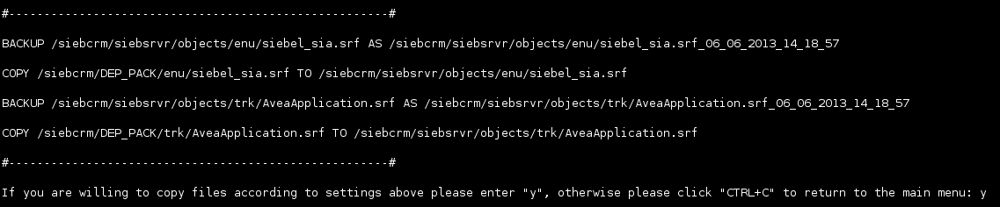 #------------------------------------------------------#
BACKUP /siebcrm/siebsrvr/objects/enu/siebel_sia.srf AS /siebcrm/siebsrvr/objects/enu/siebel_sia.srf_06_06_2013_14_18_57
COPY /siebcrm/DEP_PACK/enu/siebel_sia.srf TO /siebcrm/siebsrvr/objects/enu/siebel_sia.srf
BACKUP /siebcrm/siebsrvr/objects/trk/AveaApplication.srf AS /siebcrm/siebsrvr/objects/trk/AveaApplication.srf_06_06_2013_14_18_57
COPY /siebcrm/DEP_PACK/trk/AveaApplication.srf TO /siebcrm/siebsrvr/objects/trk/AveaApplication.srf
#------------------------------------------------------#
If you are willing to copy files according to settings above please enter "y", otherwise please click "CTRL+C" to return to the main menu: y